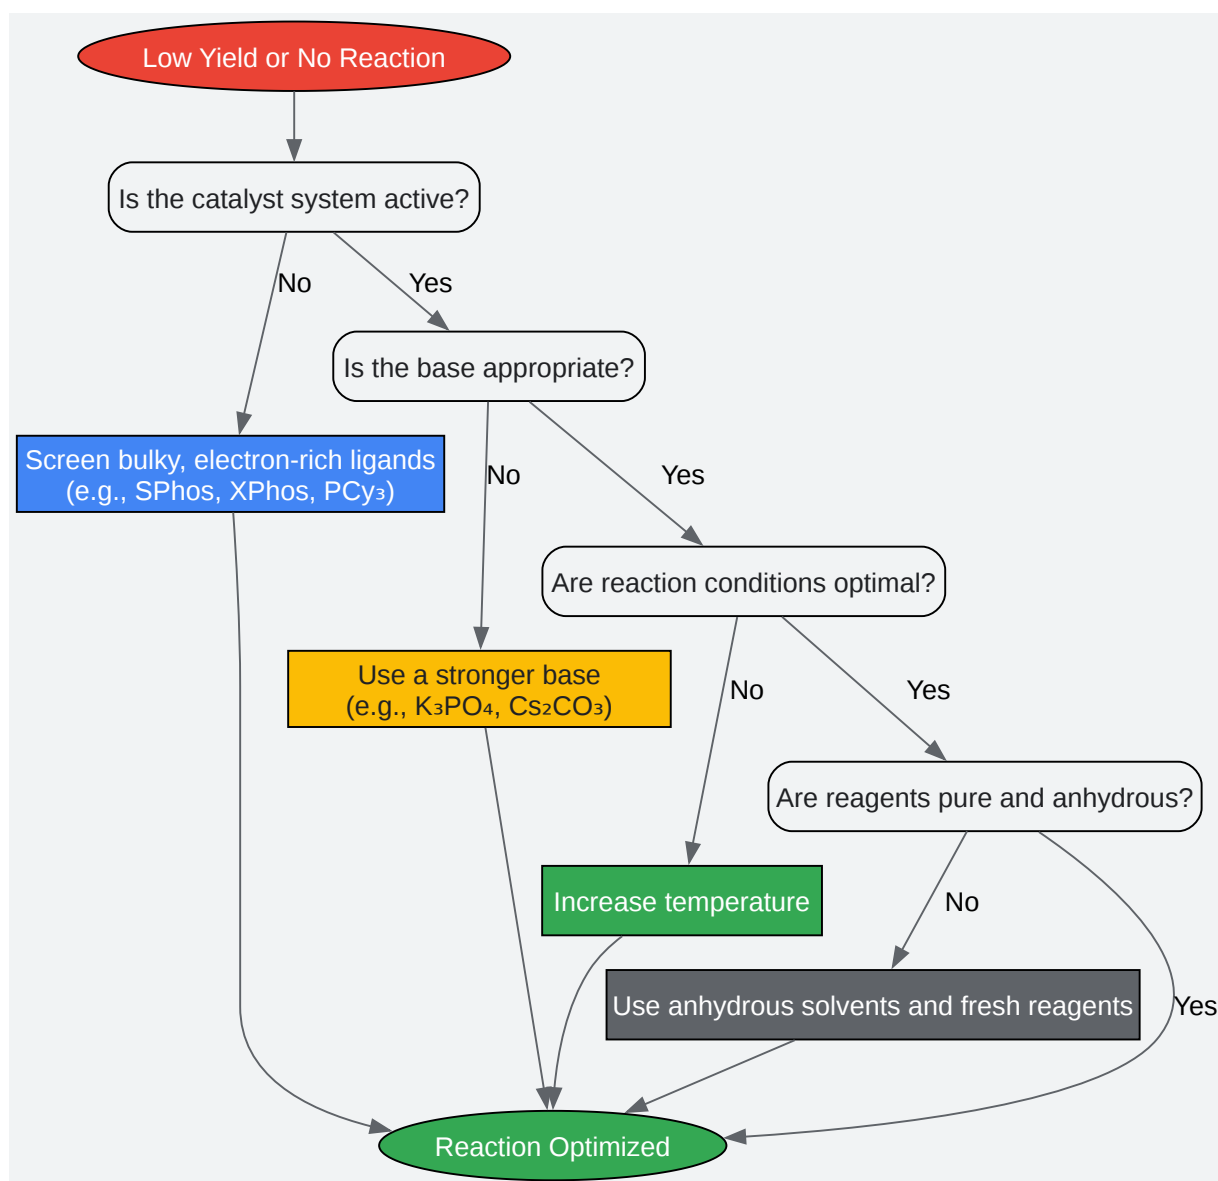 Low Yield or No Reaction
Is the catalyst system active?
No
Yes
Is the base appropriate?
Screen bulky, electron-rich ligands
(e.g., SPhos, XPhos, PCy₃)
No
Yes
Are reaction conditions optimal?
Use a stronger base
(e.g., K₃PO₄, Cs₂CO₃)
No
Yes
Are reagents pure and anhydrous?
Increase temperature
No
Use anhydrous solvents and fresh reagents
Yes
Reaction Optimized